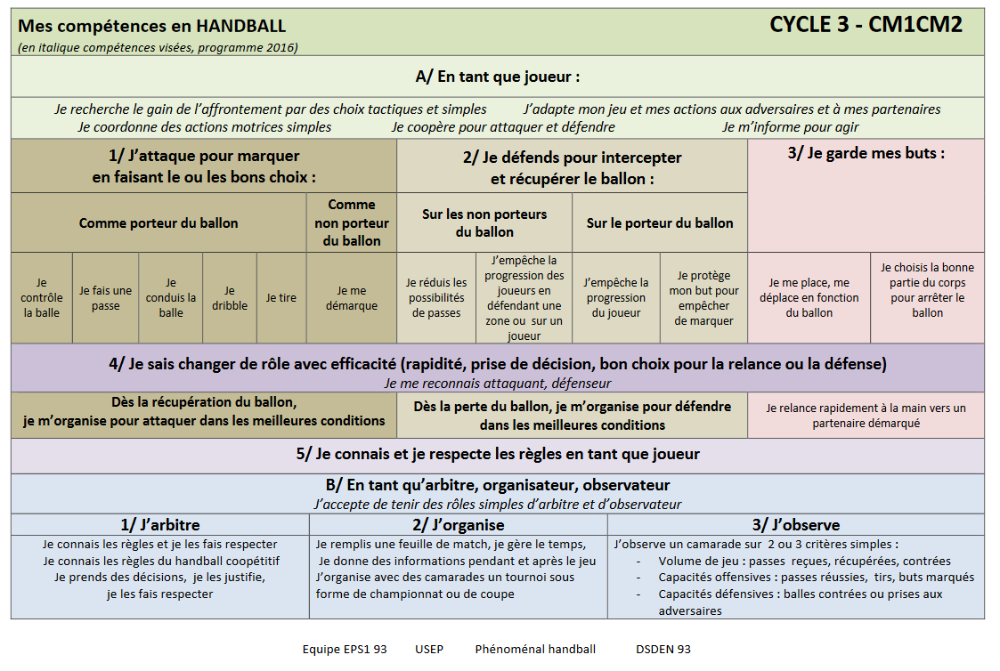 Mes compétences en HANDBALL
CYCLE 3 - CM1CM2
(en italique compétences visées, programme 2016)
A/ En tant que joueur :
Je recherche le gain de l'affrontement par des choix tactiques et simples
J'adapte mon jeu et mes actions aux adversaires et à mes partenaires
Je coordonne des actions motrices simples
Je coopère pour attaquer et défendre
Je m'informe pour agir
1/ J'attaque pour marquer
en faisant le ou les bons choix :
2/ Je défends pour intercepter
et récupérer le ballon :
3/ Je garde mes buts :
Comme porteur du ballon
Comme
non porteur
du ballon
Sur les non porteurs
du ballon
Sur le porteur du ballon
Je
contrôle
la balle
Je fais une
passe
Je
conduis la
balle
Je
dribble
Je tire
Je me
démarque
Je réduis les
possibilités
de passes
J'empêche la
progression des
joueurs en
défendant une
zone ou sur un
joueur
J'empêche la
progression
du joueur
Je protège
mon but pour
empêcher
de marquer
Je me place, me
déplace en fonction
du ballon
Je choisis la bonne
partie du corps
pour arrêter le
ballon
4/ Je sais changer de rôle avec efficacité (rapidité, prise de décision, bon choix pour la relance ou la défense)
Je me reconnais attaquant, défenseur
Dès la récupération du ballon,
je m'organise pour attaquer dans les meilleures conditions
Dès la perte du ballon, je m'organise pour défendre
dans les meilleures conditions
Je relance rapidement à la main vers un
partenaire démarqué
5/ Je connais et je respecte les règles en tant que joueur
B/ En tant qu'arbitre, organisateur, observateur
J'accepte de tenir des rôles simples d'arbitre et d'observateur
1/ J'arbitre
2/ J'organise
3/ J'observe
Je connais les règles et je les fais respecter
Je connais les règles du handball coopétitif
Je prends des décisions, je les justifie,
je les fais respecter
Je remplis une feuille de match, je gère le temps,
Je donne des informations pendant et après le jeu
J'organise avec des camarades un tournoi sous
forme de championnat ou de coupe
J'observe un camarade sur 2 ou 3 critères simples :
- Volume de jeu : passes reçues, récupérées, contrées
- Capacités offensives : passes réussies, tirs, buts marqués
- Capacités défensives : balles contrées ou prises aux
adversaires
Equipe EPS1 93 USEP Phénoménal handball DSDEN 93